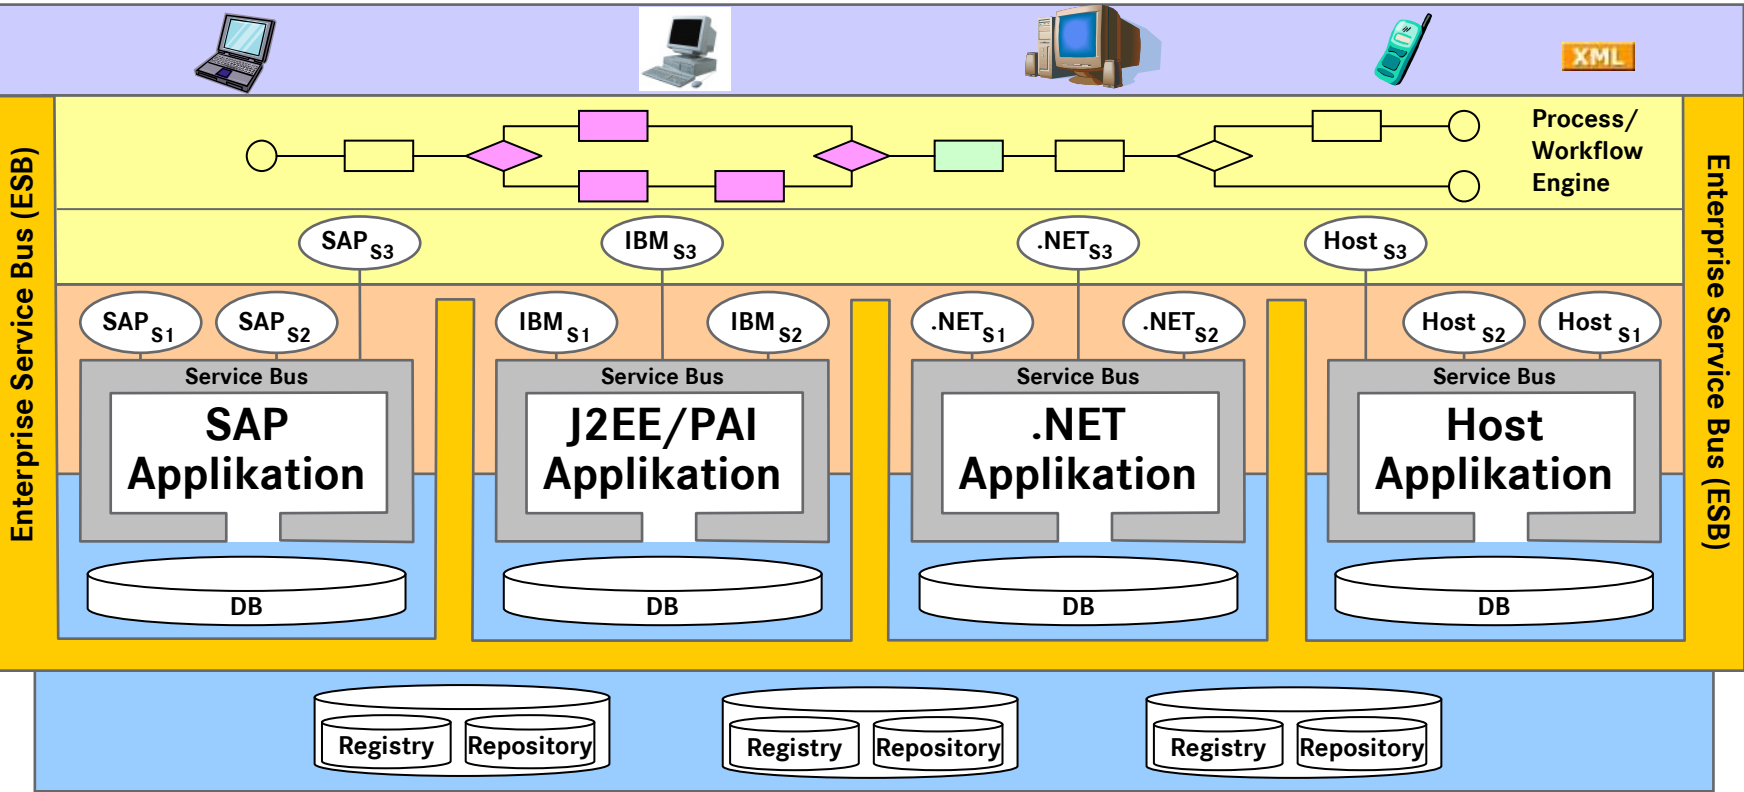 XML
Process/
Workflow
Engine
Enterprise Service Bus (ESB)
Enterprise Service Bus (ESB)
SAP S3
IBM S3
.NET S3
Host S3
SAP S1
SAP S2
IBM S1
IBM S2
.NET S1
.NET S2
Host S2
Host S1
Service Bus
SAP
Applikation
DB
Service Bus
J2EE/PAI
Applikation
DB
Service Bus
.NET
Applikation
DB
Service Bus
Host
Applikation
DB
Registry
Repository
Registry
Repository
Registry
Repository